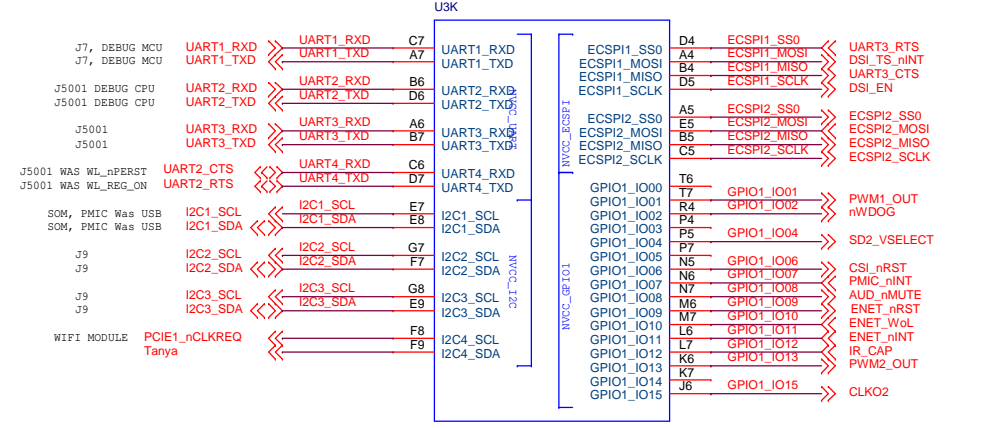 U3K
J7, DEBUG MCU UART1_RXD UART1_RXD C7 UART1_RXD
J7, DEBUG MCU UART1_TXD UART1_TXD A7 UART1_TXD
J5001 DEBUG CPU UART2_RXD UART2_RXD B6 UART2_RXD
J5001 DEBUG CPU UART2_TXD UART2_TXD D6 UART2_TXD
J5001 UART3_RXD UART3_RXD A6 UART3_RXD
J5001 UART3_TXD UART3_TXD B7 UART3_TXD
J5001 WAS WL_nPERST UART2_CTS UART4_RXD C6 UART4_RXD
J5001 WAS WL_REG_ON UART2_RTS UART4_TXD D7 UART4_TXD
SOM, PMIC Was USB I2C1_SCL I2C1_SCL E7 I2C1_SCL
SOM, PMIC Was USB I2C1_SDA I2C1_SDA E8 I2C1_SDA
J9 I2C2_SCL I2C2_SCL G7 I2C2_SCL
J9 I2C2_SDA I2C2_SDA F7 I2C2_SDA
J9 I2C3_SCL I2C3_SCL G8 I2C3_SCL
J9 I2C3_SDA I2C3_SDA E9 I2C3_SDA
WIFI MODULE PCIE1_nCLKREQ F8 I2C4_SCL
Tanya F9 I2C4_SDA
NVCC_UART
NVCC_I2C
NVCC_ECSPI
NVCC_GPIO1
ECSPI1_SS0 D4 ECSPI1_SS0 UART3_RTS
ECSPI1_MOSI A4 ECSPI1_MOSI DSI_TS_nINT
ECSPI1_MISO B4 ECSPI1_MISO UART3_CTS
ECSPI1_SCLK D5 ECSPI1_SCLK DSI_EN
ECSPI2_SS0 A5 ECSPI2_SS0 ECSPI2_SS0
ECSPI2_MOSI E5 ECSPI2_MOSI ECSPI2_MOSI
ECSPI2_MISO B5 ECSPI2_MISO ECSPI2_MISO
ECSPI2_SCLK C5 ECSPI2_SCLK ECSPI2_SCLK
GPIO1_IO00 T6
GPIO1_IO01 T7 GPIO1_IO01 PWM1_OUT
GPIO1_IO02 R4 GPIO1_IO02 nWDOG
GPIO1_IO03 P4
GPIO1_IO04 P5 GPIO1_IO04 SD2_VSELECT
GPIO1_IO05 P7
GPIO1_IO06 N5 GPIO1_IO06 CSI_nRST
GPIO1_IO07 N6 GPIO1_IO07 PMIC_nINT
GPIO1_IO08 N7 GPIO1_IO08 AUD_nMUTE
GPIO1_IO09 M6 GPIO1_IO09 ENET_nRST
GPIO1_IO10 M7 GPIO1_IO10 ENET_WoL
GPIO1_IO11 L6 GPIO1_IO11 ENET_nINT
GPIO1_IO12 L7 GPIO1_IO12 IR_CAP
GPIO1_IO13 K6 GPIO1_IO13 PWM2_OUT
GPIO1_IO14 K7
GPIO1_IO15 J6 GPIO1_IO15 CLKO2